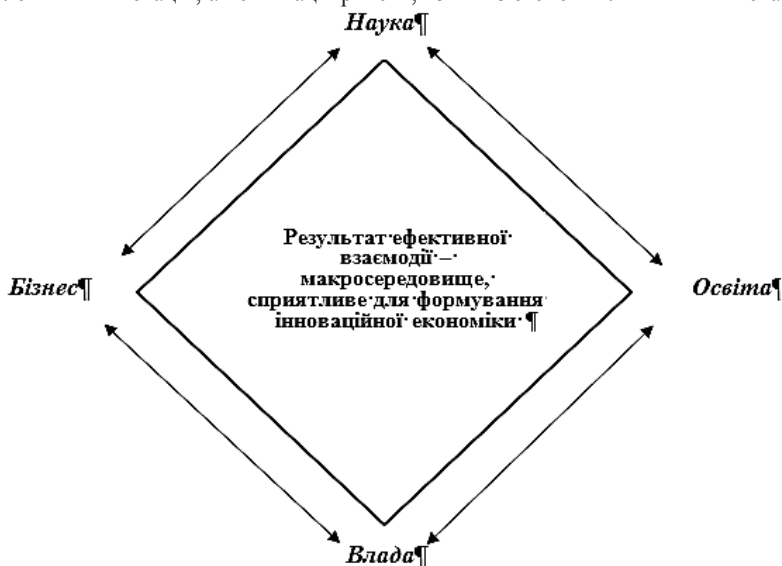 Наука¶
Результат·ефективної·
взаємодії·–·
макросередовище,
сприятливе·для·формування·
інноваційної·економіки·¶
Бізнес¶
Освіта¶
Влада¶